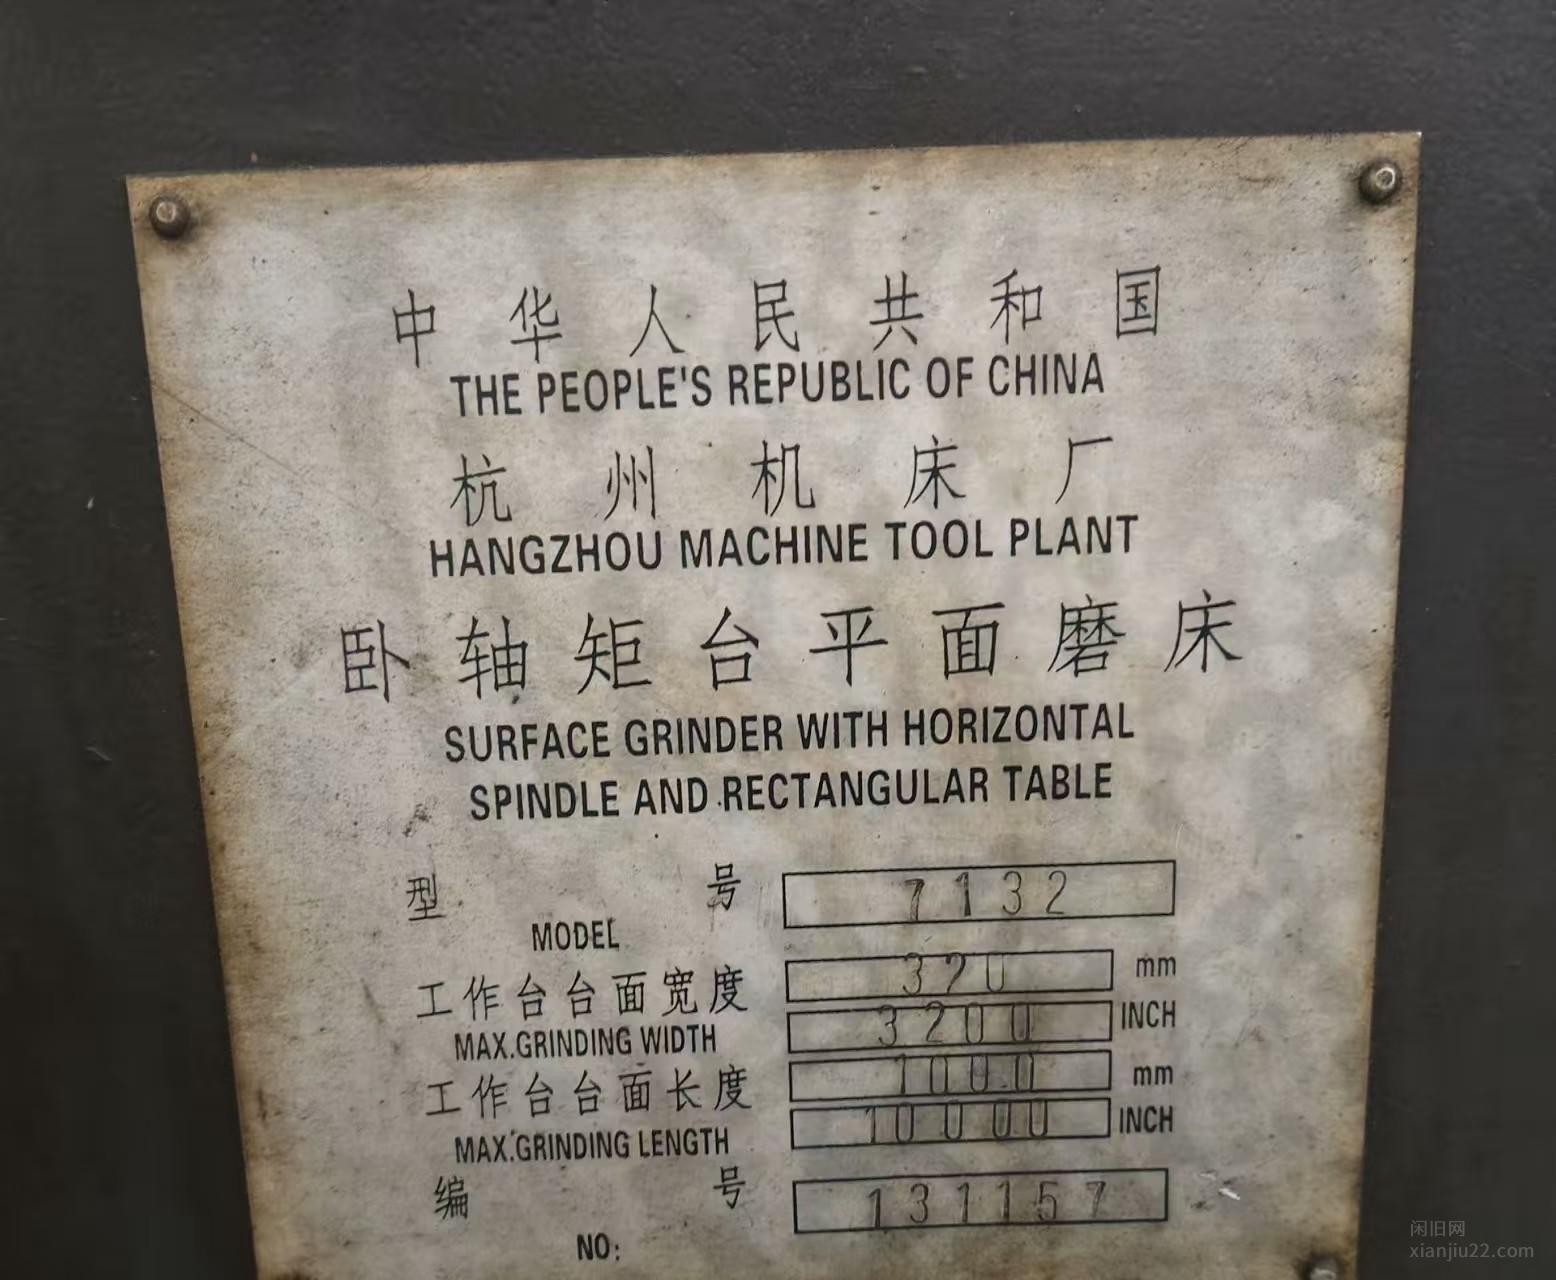 中华人民共和国
THE PEOPLE'S REPUBLIC OF CHINA
杭州机床厂
HANGZHOU MACHINE TOOL PLANT
卧轴矩台平面磨床
SURFACE GRINDER WITH HORIZONTAL
SPINDLE AND RECTANGULAR TABLE
型号 7132
MODEL
工作台台面宽度 320 mm
MAX.GRINDING WIDTH 3200 INCH
工作台台面长度 1000 mm
MAX.GRINDING LENGTH 10000 INCH
编号 131157
NO:
闲旧网
xianjiu22.com